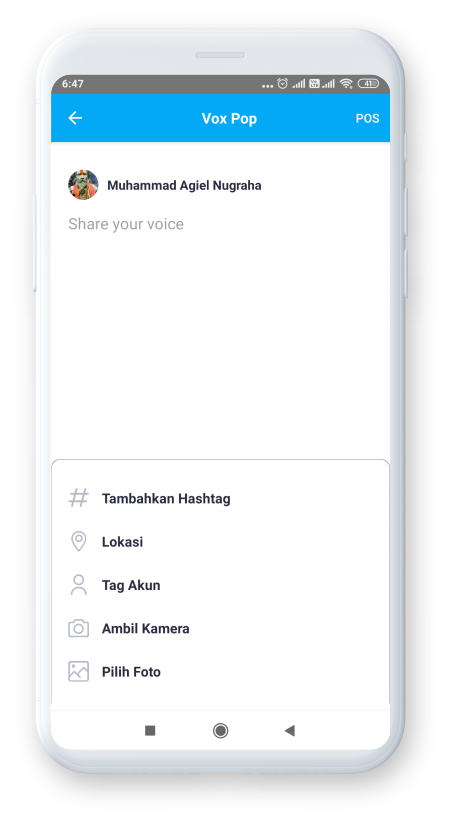 6:47
41
Vox Pop
POS
Muhammad Agiel Nugraha
Share your voice
Tambahkan Hashtag
Lokasi
Tag Akun
Ambil Kamera
Pilih Foto